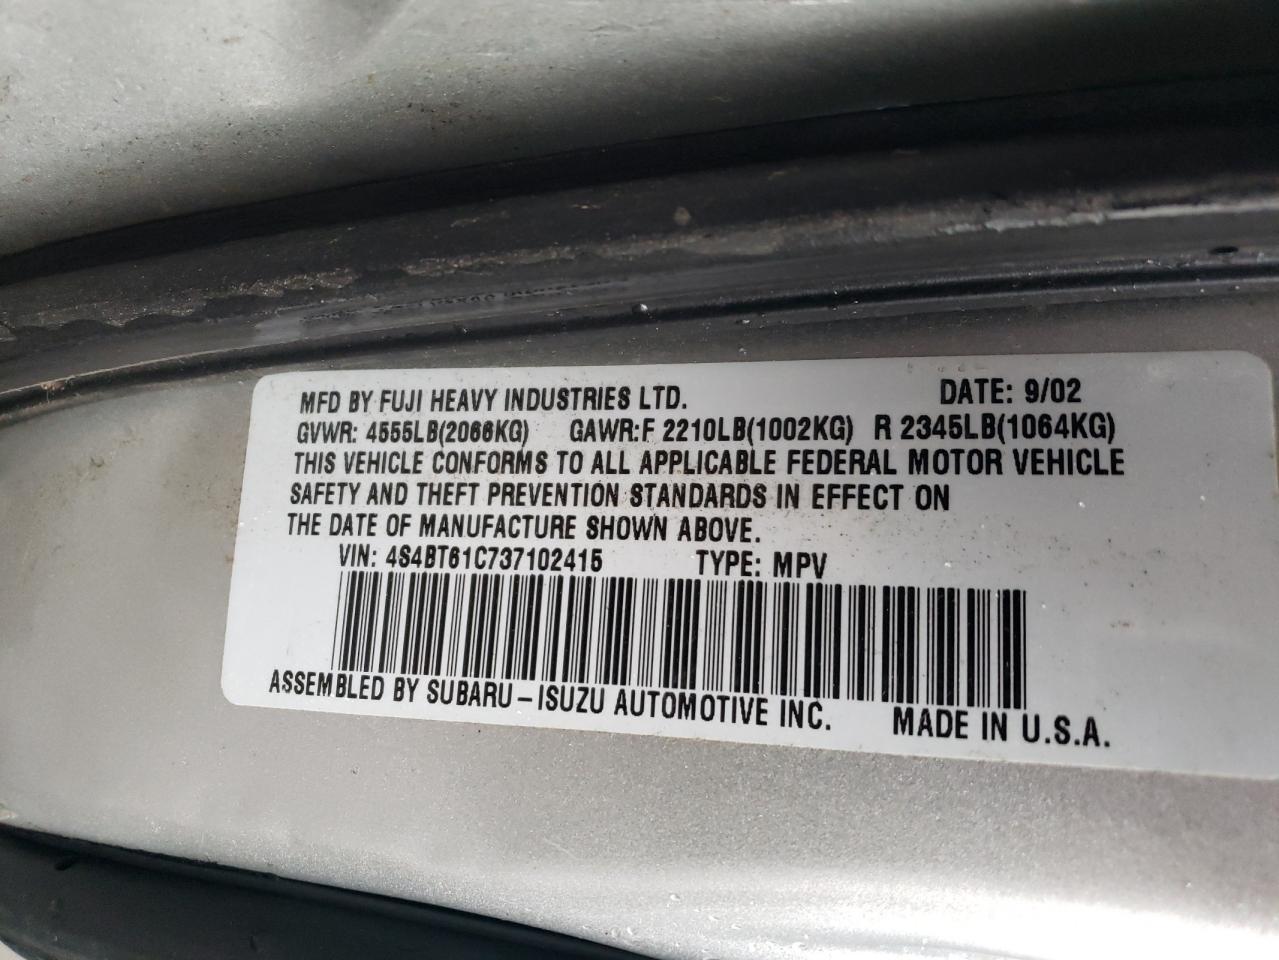 MFD BY FUJI HEAVY INDUSTRIES LTD. DATE: 9/02
GVWR: 4555LB(2066KG) GAWR:F 2210LB(1002KG) R 2345LB(1064KG)
THIS VEHICLE CONFORMS TO ALL APPLICABLE FEDERAL MOTOR VEHICLE
SAFETY AND THEFT PREVENTION STANDARDS IN EFFECT ON
THE DATE OF MANUFACTURE SHOWN ABOVE.
VIN: 4S4BT61C737102415 TYPE: MPV
ASSEMBLED BY SUBARU-ISUZU AUTOMOTIVE INC. MADE IN U.S.A.